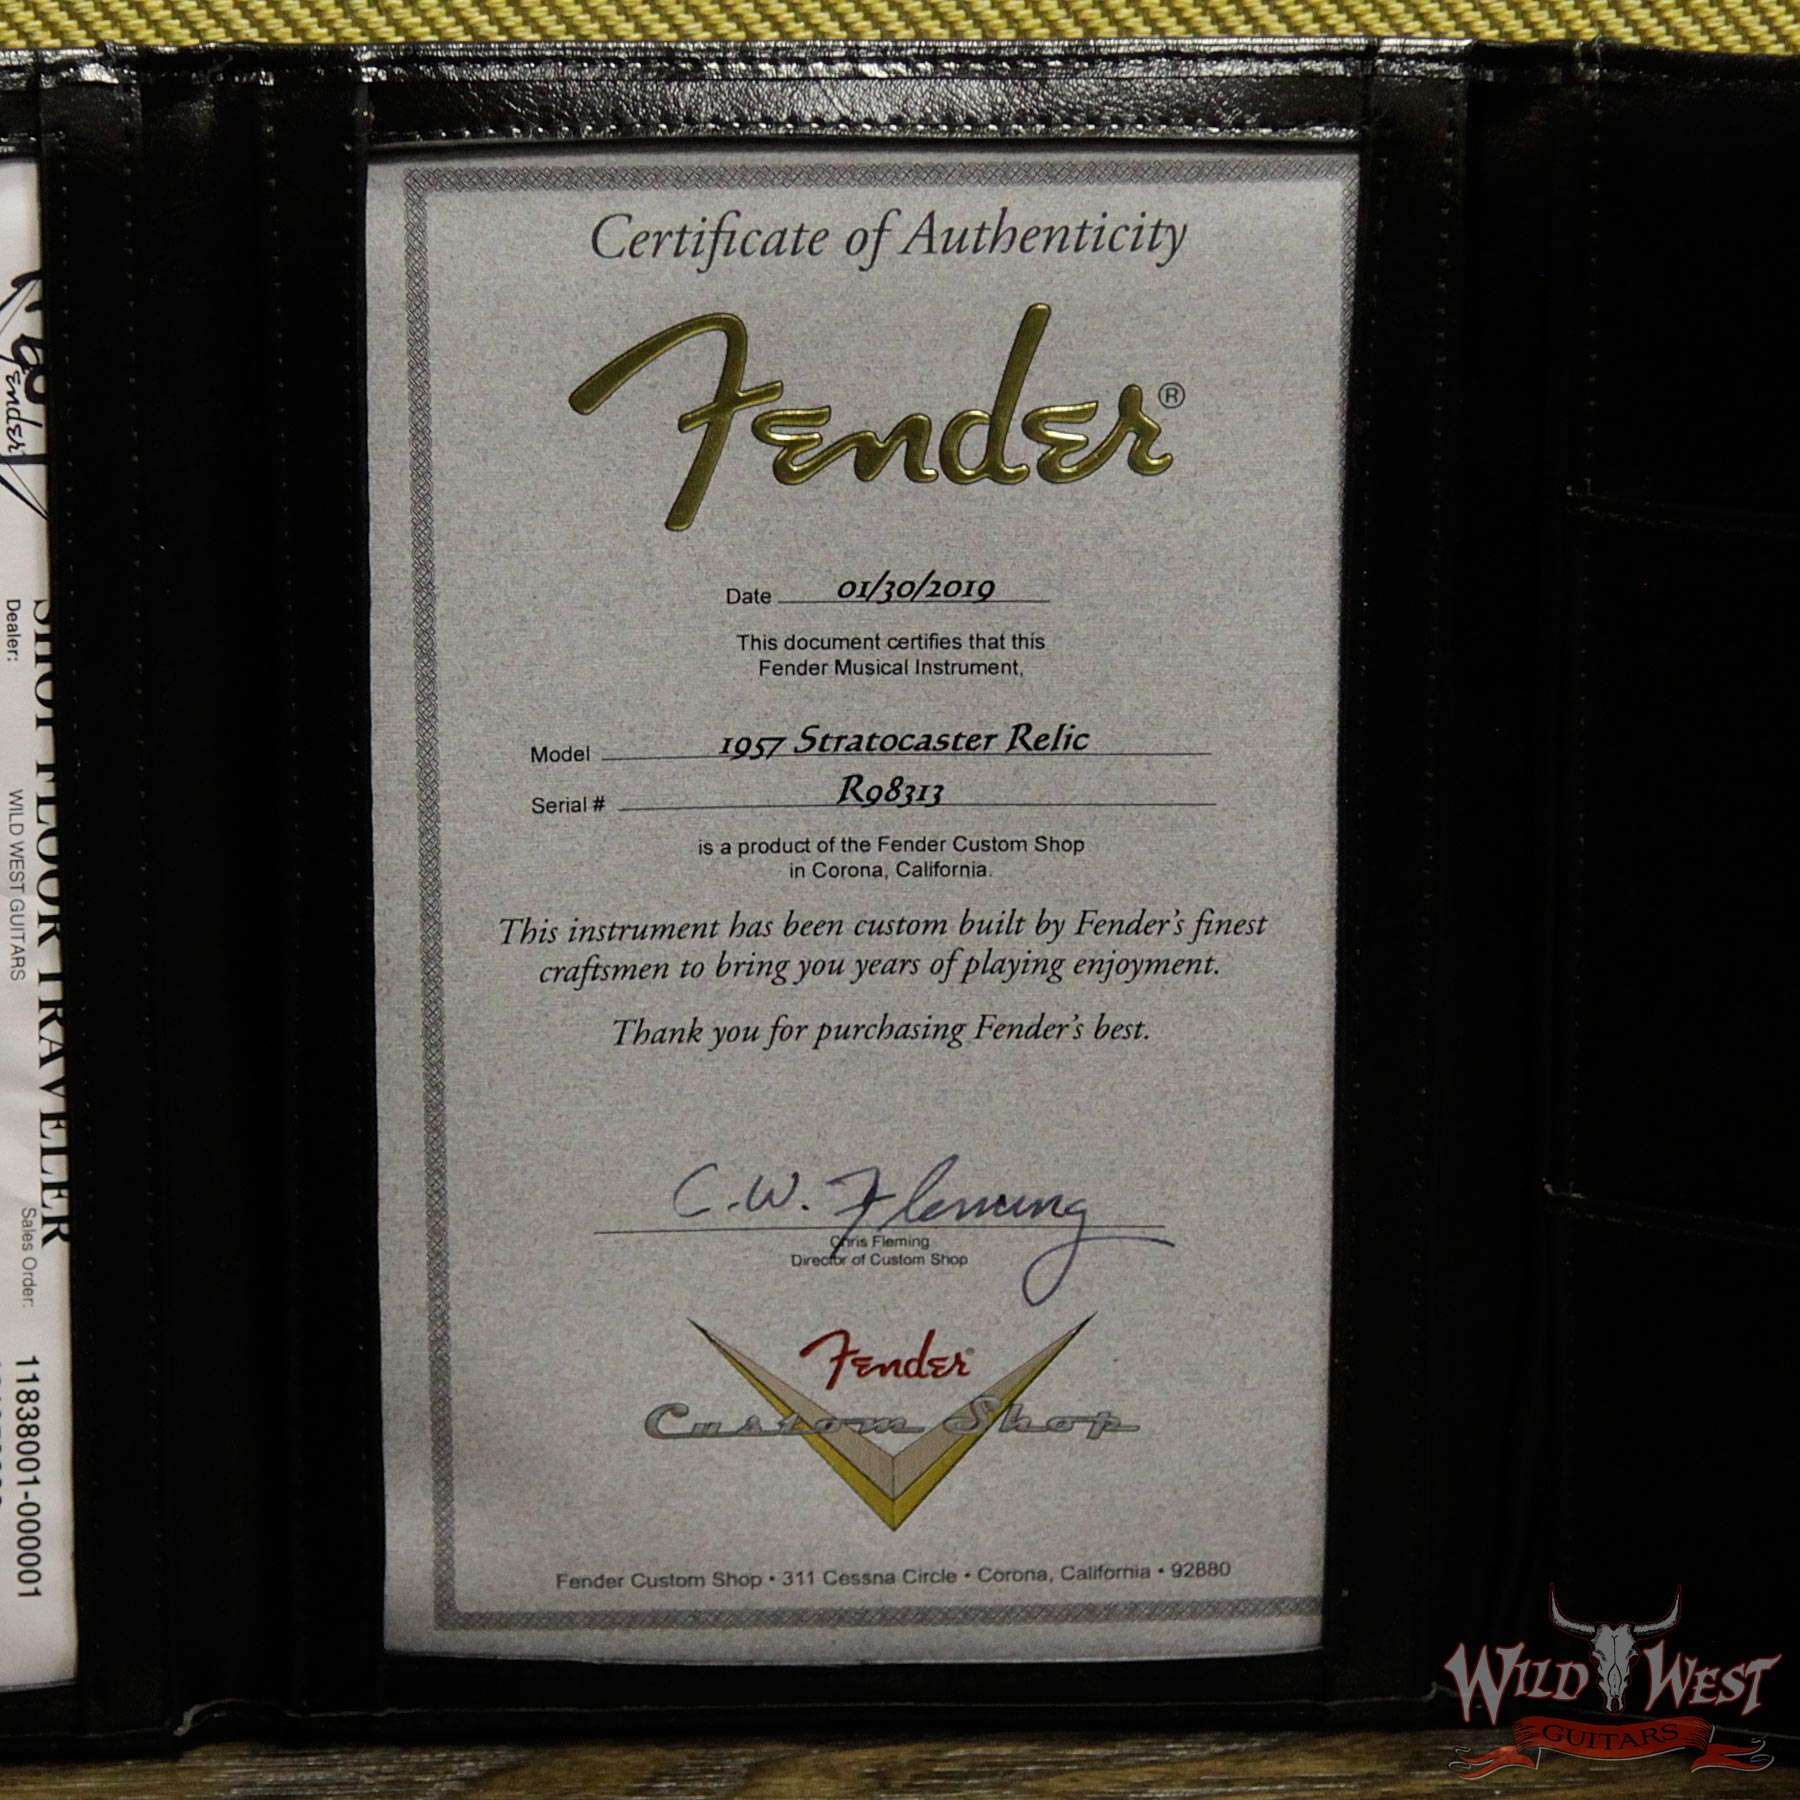 Fender
SHOP FLOOR TRAVELER
Dealer:
WILD WEST GUITARS
Sales Order:
11838001-000001
Certificate of Authenticity
Fender®
Date 01/30/2019
This document certifies that this
Fender Musical Instrument,
Model 1957 Stratocaster Relic
Serial # R98313
is a product of the Fender Custom Shop
in Corona, California.
This instrument has been custom built by Fender's finest
craftsmen to bring you years of playing enjoyment.
Thank you for purchasing Fender's best.
C.W. Fleming
Chris Fleming
Director of Custom Shop
Fender
Custom Shop
Fender Custom Shop • 311 Cessna Circle • Corona, California • 92880
WILD WEST
GUITARS